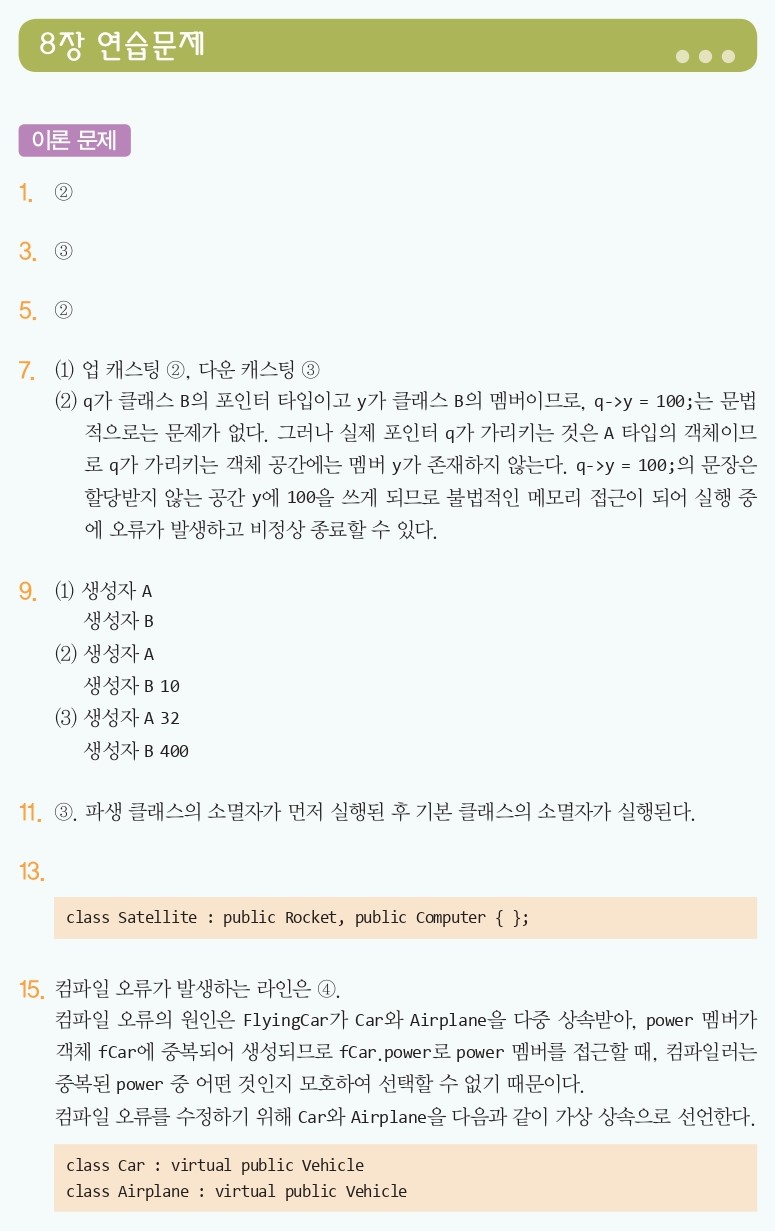 8장 연습문제
이론 문제
1. ②
3. ③
5. ②
7. (1) 업 캐스팅 ②, 다운 캐스팅 ③
(2) q가 클래스 B의 포인터 타입이고 y가 클래스 B의 멤버이므로, q->y = 100;는 문법
적으로는 문제가 없다. 그러나 실제 포인터 q가 가리키는 것은 A 타입의 객체이므
로 q가 가리키는 객체 공간에는 멤버 y가 존재하지 않는다. q->y = 100;의 문장은
할당받지 않는 공간 y에 100을 쓰게 되므로 불법적인 메모리 접근이 되어 실행 중
에 오류가 발생하고 비정상 종료할 수 있다.
9. (1) 생성자 A
생성자 B
(2) 생성자 A
생성자 B 10
(3) 생성자 A 32
생성자 B 400
11. ③. 파생 클래스의 소멸자가 먼저 실행된 후 기본 클래스의 소멸자가 실행된다.
13.
class Satellite : public Rocket, public Computer { };
15. 컴파일 오류가 발생하는 라인은 ④.
컴파일 오류의 원인은 FlyingCar가 Car와 Airplane을 다중 상속받아, power 멤버가
객체 fCar에 중복되어 생성되므로 fCar.power로 power 멤버를 접근할 때, 컴파일러는
중복된 power 중 어떤 것인지 모호하여 선택할 수 없기 때문이다.
컴파일 오류를 수정하기 위해 Car와 Airplane을 다음과 같이 가상 상속으로 선언한다.
class Car : virtual public Vehicle
class Airplane : virtual public Vehicle